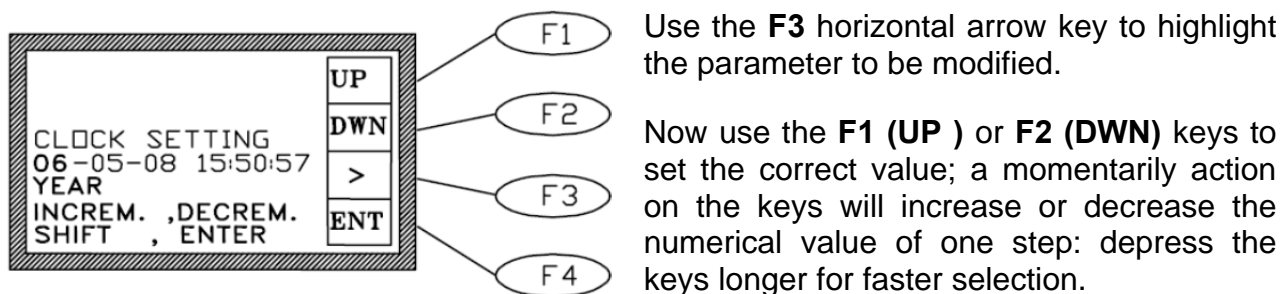 UP
DWN
>
ENT
CLOCK SETTING
06-05-08 15:50:57
YEAR
INCREM. ,DECREM.
SHIFT , ENTER
F1
F2
F3
F4
Use the F3 horizontal arrow key to highlight
the parameter to be modified.
Now use the F1 (UP ) or F2 (DWN) keys to
set the correct value; a momentarily action
on the keys will increase or decrease the
numerical value of one step: depress the
keys longer for faster selection.